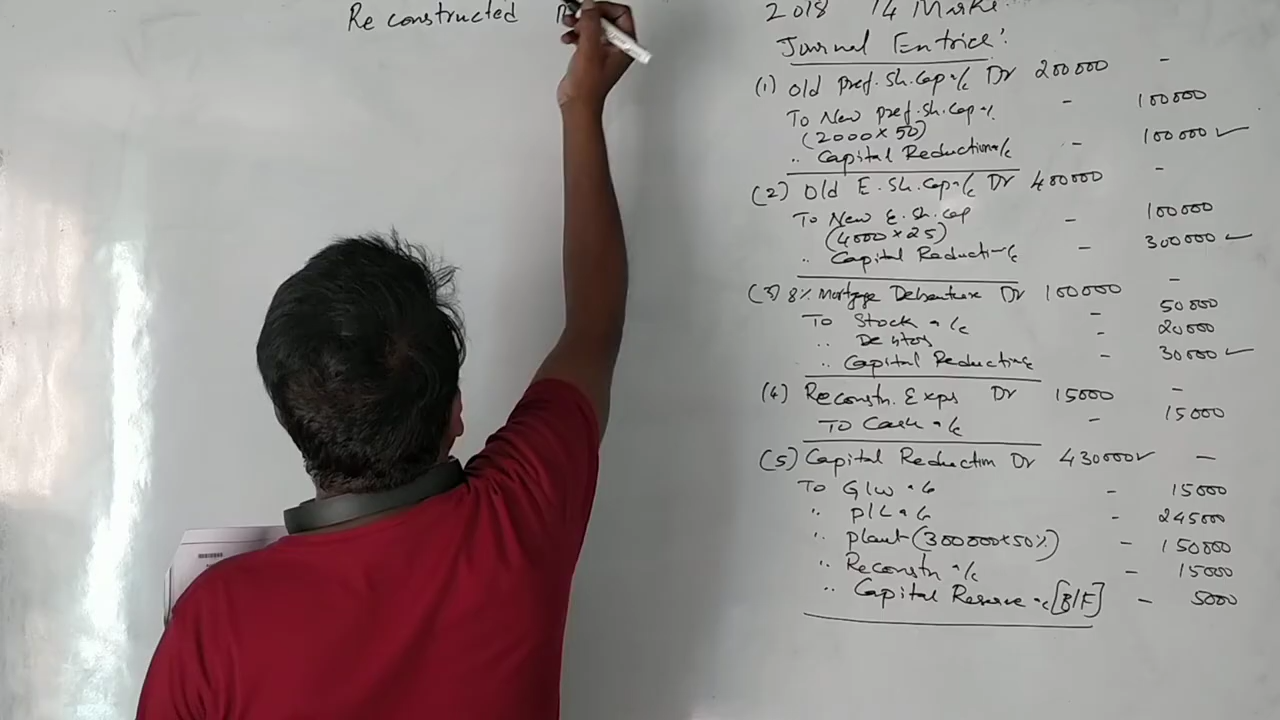 Re constructed
2018 14 Marks.
Journal Entries:
(1) Old Pref. Sh. Cap a/c Dr 200000 -
To New pref. sh. cap a/c - 100000
(2000 × 50)
" Capital Reduction a/c - 100000 ✓
(2) Old E. Sh. Cap a/c Dr 400000 -
To New E. Sh. Cap - 100000
(4000 × 25)
" Capital Reduction a/c - 300000 ✓
(3) 8% Mortgage Debenture Dr 100000 -
To Stock a/c - 50000
" Debtors - 20000
" Capital Reduction a/c - 30000 ✓
(4) Reconstn. Exps Dr 15000 -
To Cash a/c - 15000
(5) Capital Reduction Dr 430000 ✓ -
To G/w a/c - 15000
" P/L a/c - 245000
" plant (300000×50%) - 150000
" Reconstn a/c - 15000
" Capital Reserve a/c [B/F] - 5000